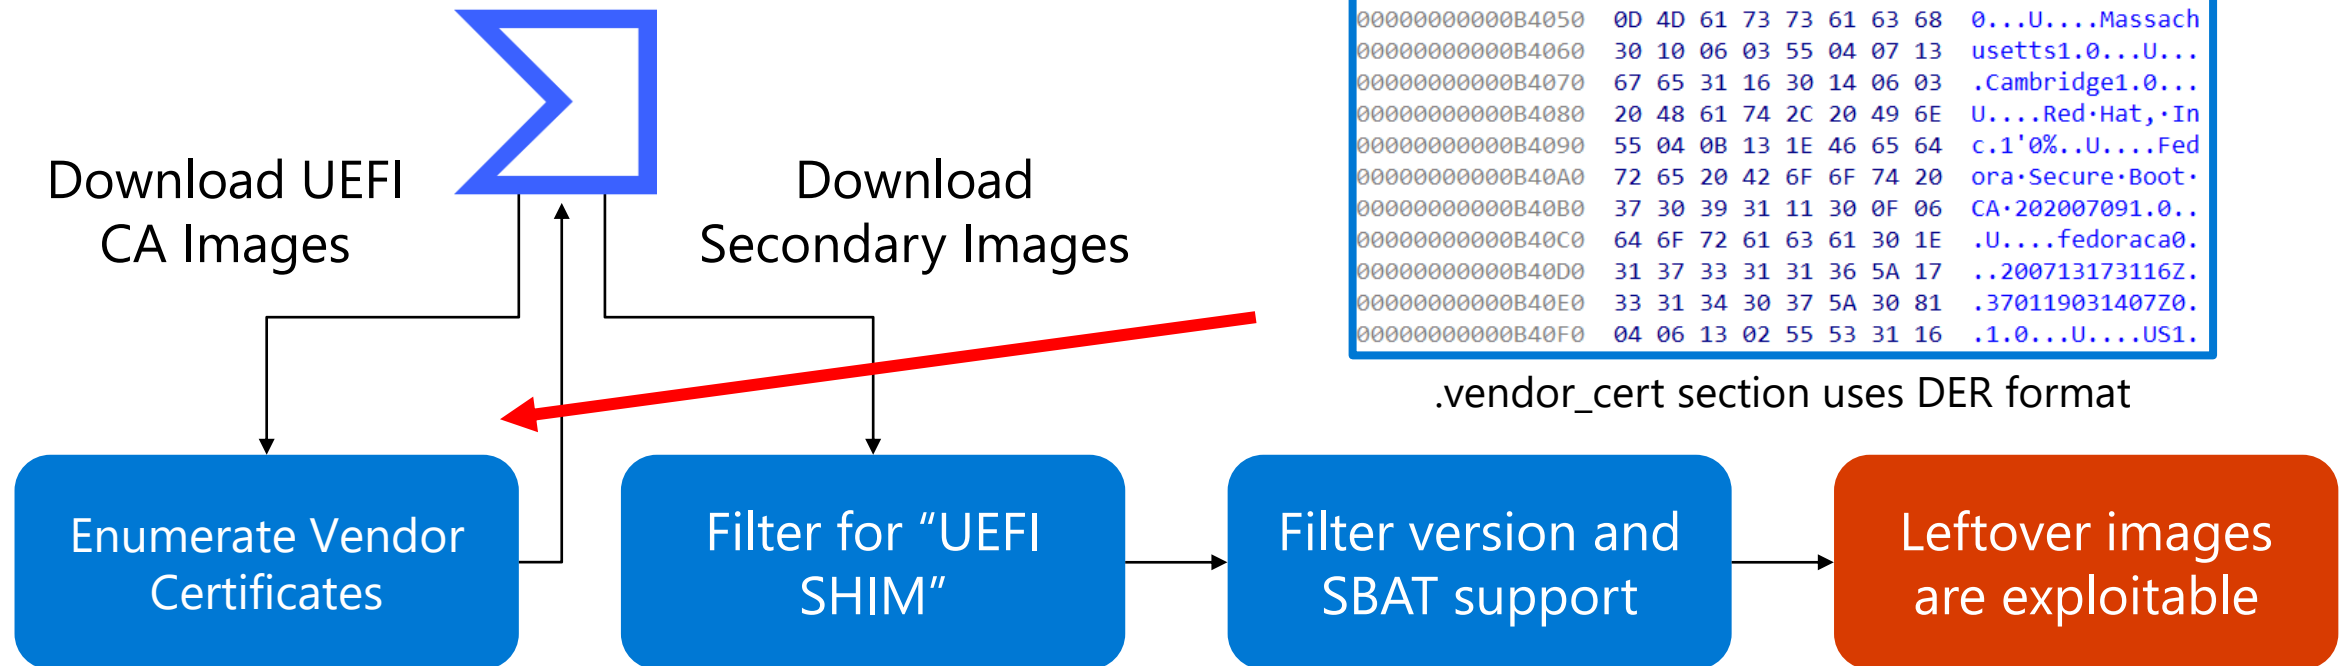 00000000000B4050 0D 4D 61 73 73 61 63 68 0...U....Massach
00000000000B4060 30 10 06 03 55 04 07 13 usetts1.0...U...
00000000000B4070 67 65 31 16 30 14 06 03 .Cambridge1.0...
00000000000B4080 20 48 61 74 2C 20 49 6E U....Red·Hat,·In
00000000000B4090 55 04 0B 13 1E 46 65 64 c.1'0%..U....Fed
00000000000B40A0 72 65 20 42 6F 6F 74 20 ora·Secure·Boot·
00000000000B40B0 37 30 39 31 11 30 0F 06 CA·202007091.0..
00000000000B40C0 64 6F 72 61 63 61 30 1E .U....fedoraca0.
00000000000B40D0 31 37 33 31 31 36 5A 17 ..200713173116Z.
00000000000B40E0 33 31 34 30 37 5A 30 81 .370119031407Z0.
00000000000B40F0 04 06 13 02 55 53 31 16 .1.0...U....US1.
.vendor_cert section uses DER format
Download UEFI
CA Images
Download
Secondary Images
Enumerate Vendor
Certificates
Filter for “UEFI
SHIM”
Filter version and
SBAT support
Leftover images
are exploitable